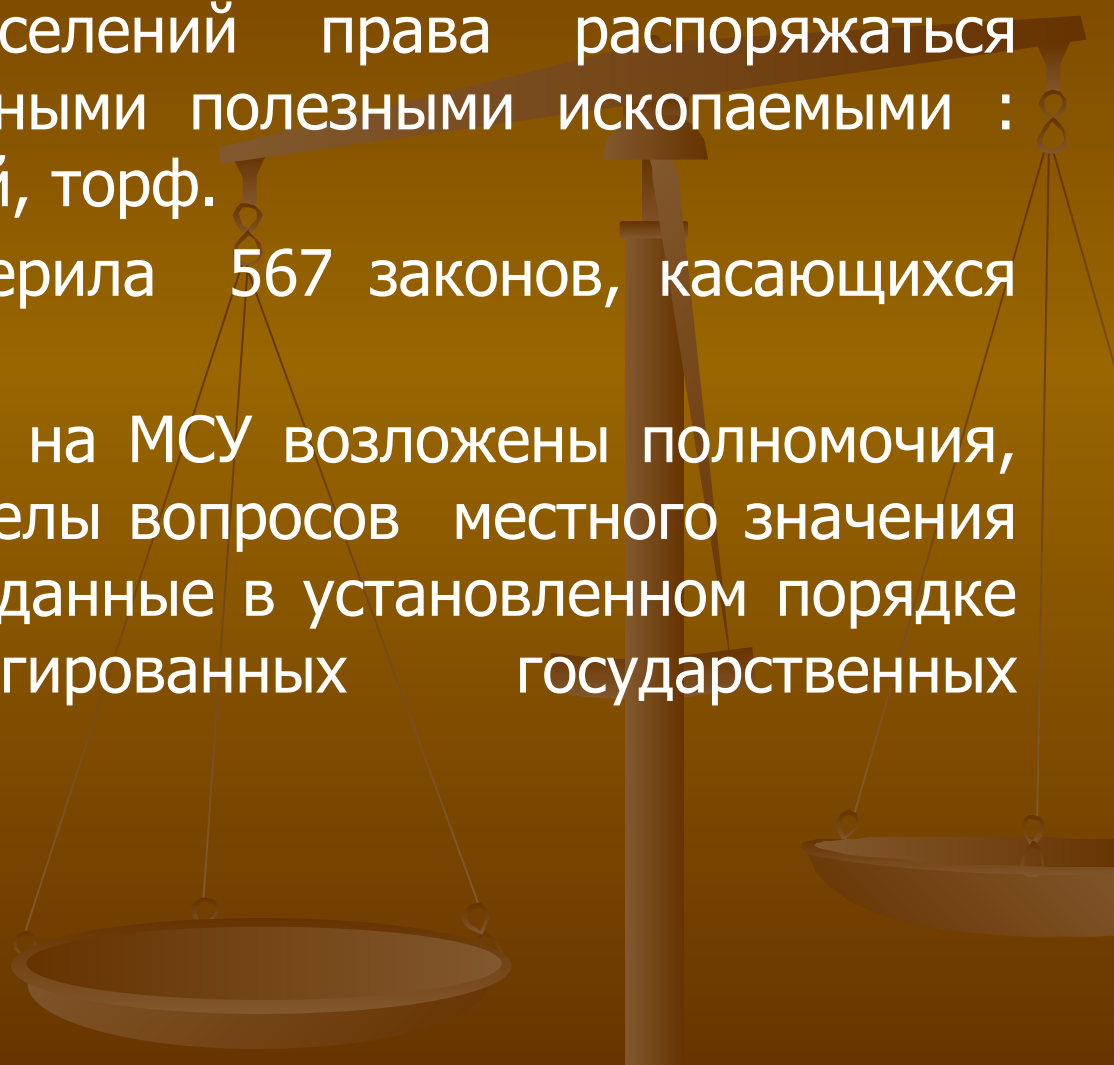 селений права распоряжаться
ными полезными ископаемыми :
й, торф.
ерила 567 законов, касающихся
на МСУ возложены полномочия,
елы вопросов местного значения
данные в установленном порядке
гированных государственных